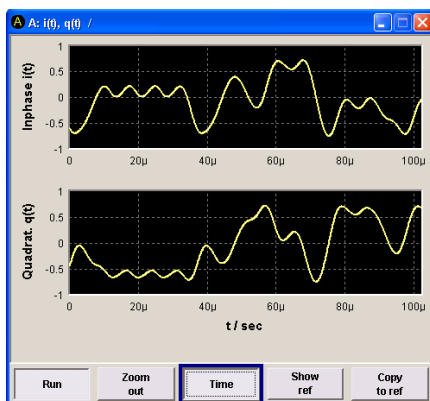 A A: i(t), q(t) /
Inphase i(t)
1
0.5
0
-0.5
-1
0 20µ 40µ 60µ 80µ 100µ
Quadrat. q(t)
1
0.5
0
-0.5
-1
0 20µ 40µ 60µ 80µ 100µ
t / sec
Run
Zoom
out
Time
Show
ref
Copy
to ref